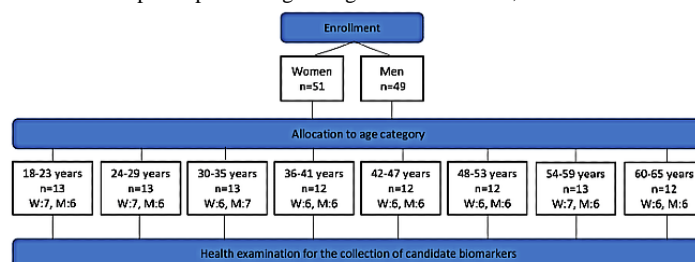 Enrollment
Women
n=51
Men
n=49
Allocation to age category
18-23 years
n=13
W:7, M:6
24-29 years
n=13
W:7, M:6
30-35 years
n=13
W:6, M:7
36-41 years
n=12
W:6, M:6
42-47 years
n=12
W:6, M:6
48-53 years
n=12
W:6, M:6
54-59 years
n=13
W:7, M:6
60-65 years
n=12
W:6, M:6
Health examination for the collection of candidate biomarkers